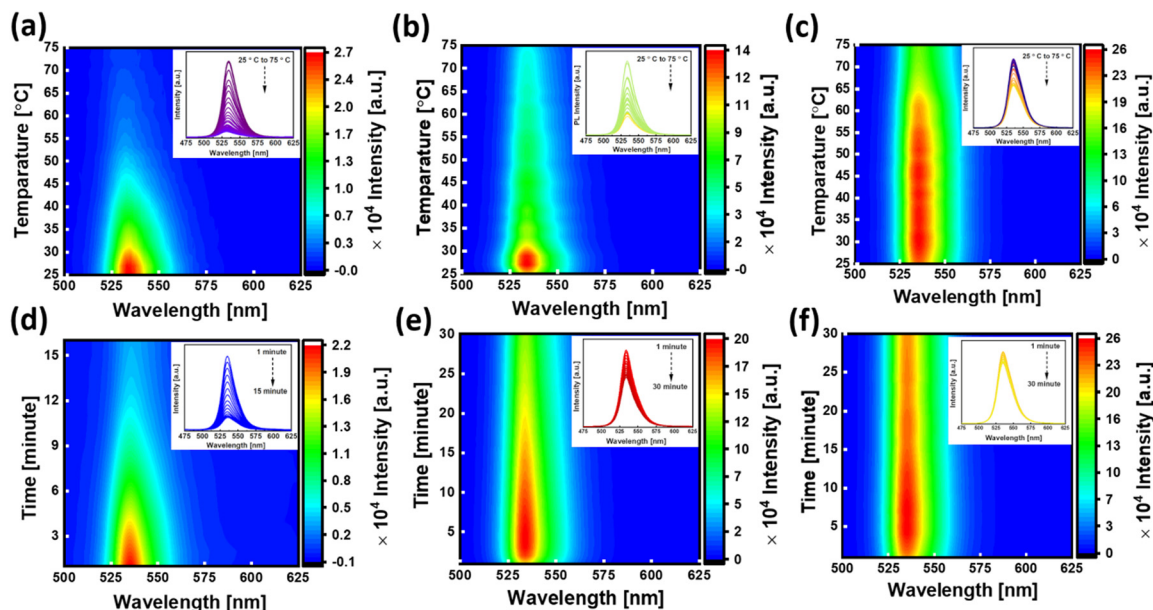 (a)
Temparature [°C]
75
70
65
60
55
50
45
40
35
30
25
500
525
550
575
600
625
Wavelength [nm]
25 ° C to 75 ° C
Intensity [a.u.]
475 500 525 550 575 600 625
Wavelength [nm]
2.7
2.4
2.0
1.7
1.3
1.0
0.6
0.3
-0.0
× 10⁴ Intensity [a.u.]
(b)
Temparature [°C]
75
70
65
60
55
50
45
40
35
30
25
500
525
550
575
600
625
Wavelength [nm]
25 ° C to 75 ° C
PL Intensity [a.u.]
475 500 525 550 575 600 625
Wavelength [nm]
14
12
11
9
7
5
3
2
-0
× 10⁴ Intensity [a.u.]
(c)
Temparature [°C]
75
70
65
60
55
50
45
40
35
30
25
500
525
550
575
600
625
Wavelength [nm]
25 ° C to 75 ° C
Intensity [a.u.]
475 500 525 550 575 600 625
Wavelength [nm]
26
23
19
16
13
10
6
3
0
× 10⁴ Intensity [a.u.]
(d)
Time [minute]
15
12
9
6
3
500
525
550
575
600
625
Wavelength [nm]
1 minute
15 minute
Intensity [a.u.]
475 500 525 550 575 600 625
Wavelength [nm]
2.2
1.9
1.6
1.3
1.1
0.8
0.5
0.2
-0.1
× 10⁴ Intensity [a.u.]
(e)
Time [minute]
30
25
20
15
10
5
500
525
550
575
600
625
Wavelength [nm]
1 minute
30 minute
Intensity [a.u.]
475 500 525 550 575 600 625
Wavelength [nm]
20
17
15
12
10
7
5
2
0
× 10⁴ Intensity [a.u.]
(f)
Time [minute]
30
25
20
15
10
5
500
525
550
575
600
625
Wavelength [nm]
1 minute
30 minute
Intensity [a.u.]
475 500 525 550 575 600 625
Wavelength [nm]
26
23
20
16
13
10
7
3
0
× 10⁴ Intensity [a.u.]